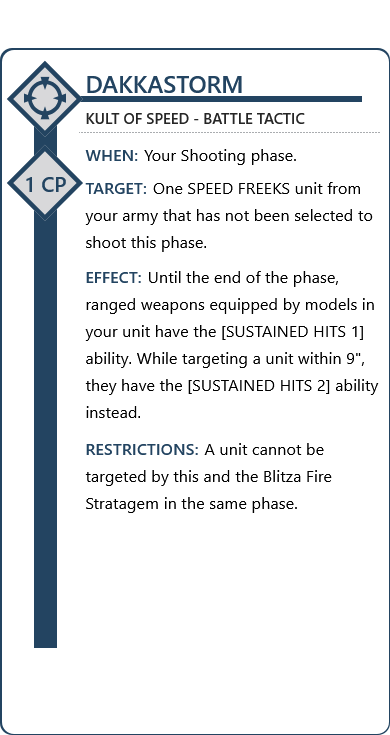 DAKKASTORM
KULT OF SPEED - BATTLE TACTIC
1 CP
WHEN: Your Shooting phase.
TARGET: One SPEED FREEKS unit from
your army that has not been selected to
shoot this phase.
EFFECT: Until the end of the phase,
ranged weapons equipped by models in
your unit have the [SUSTAINED HITS 1]
ability. While targeting a unit within 9",
they have the [SUSTAINED HITS 2] ability
instead.
RESTRICTIONS: A unit cannot be
targeted by this and the Blitza Fire
Stratagem in the same phase.